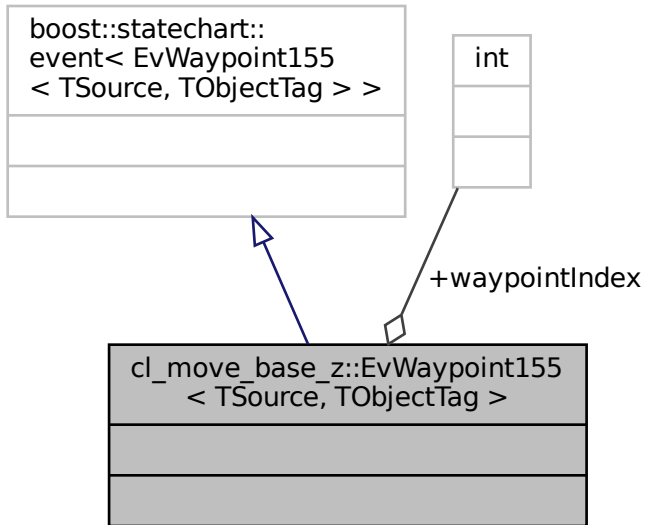 boost::statechart::
event< EvWaypoint155
< TSource, TObjectTag > >
int
+waypointIndex
cl_move_base_z::EvWaypoint155
< TSource, TObjectTag >